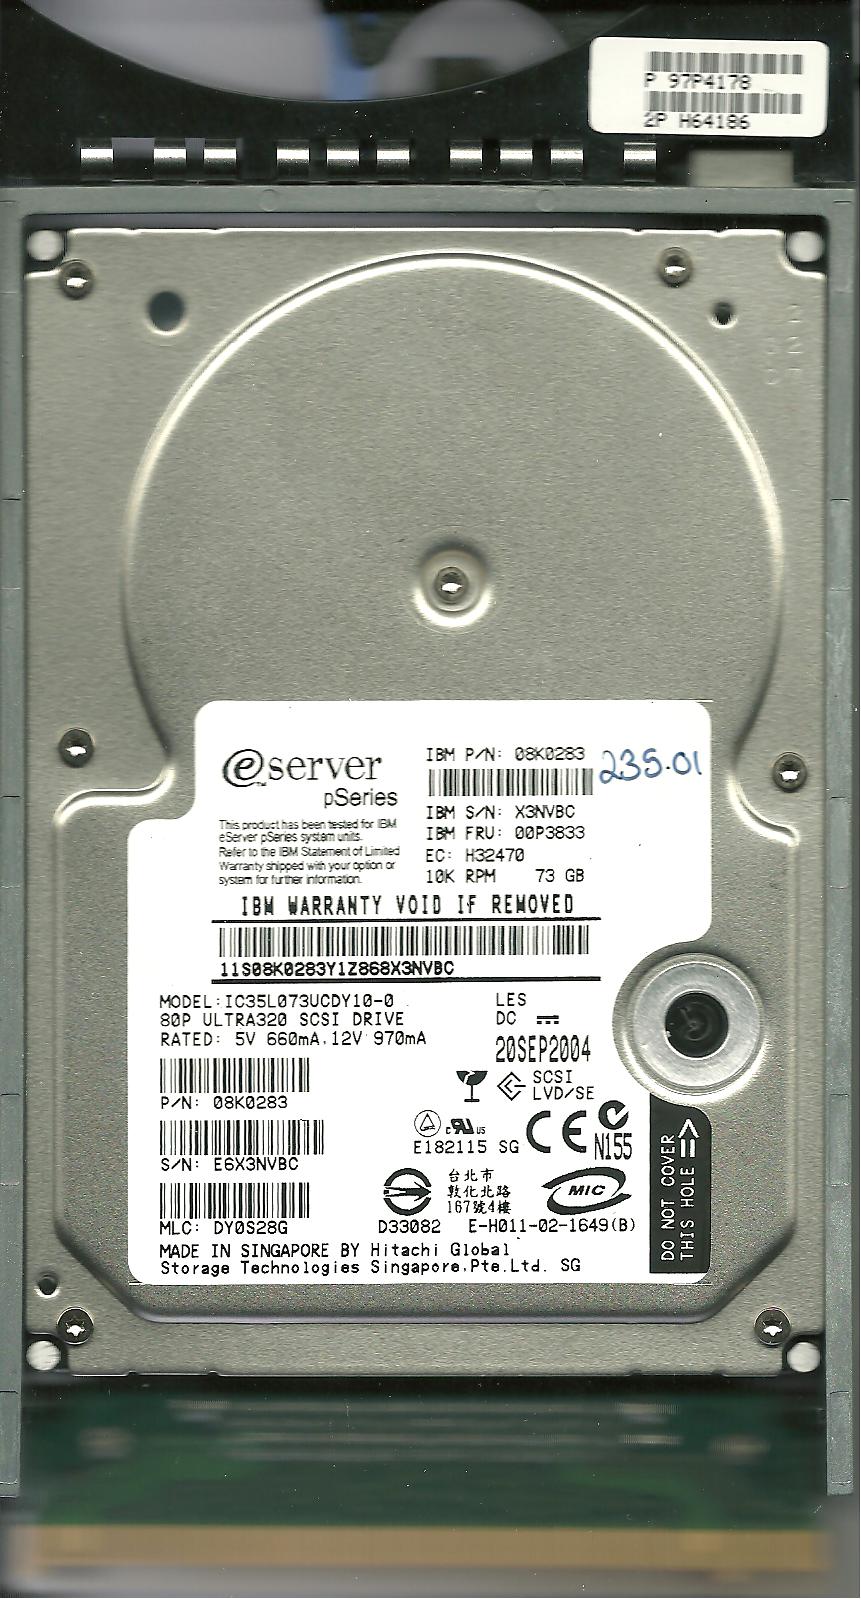 P 97P4178
2P H64186
eserver
pSeries
This product has been tested for IBM
eServer pSeries system units.
Refer to the IBM Statement of Limited
Warranty shipped with your option or
system for further information.
IBM P/N: 08K0283
235.01
IBM S/N: X3NVBC
IBM FRU: 00P3833
EC: H32470
10K RPM 73 GB
IBM WARRANTY VOID IF REMOVED
11S08K0283Y1Z868X3NVBC
MODEL:IC35L073UCDY10-0
80P ULTRA320 SCSI DRIVE
RATED: 5V 660mA,12V 970mA
LES
DC
20SEP2004
P/N: 08K0283
SCSI
LVD/SE
S/N: E6X3NVBC
c RU us
E182115 SG
CE
N155
台北市
敦化北路
167號4樓
MIC
MLC: DY0S28G
D33082
E-H011-02-1649(B)
MADE IN SINGAPORE BY Hitachi Global
Storage Technologies Singapore,Pte.Ltd. SG
DO NOT COVER
THIS HOLE =>